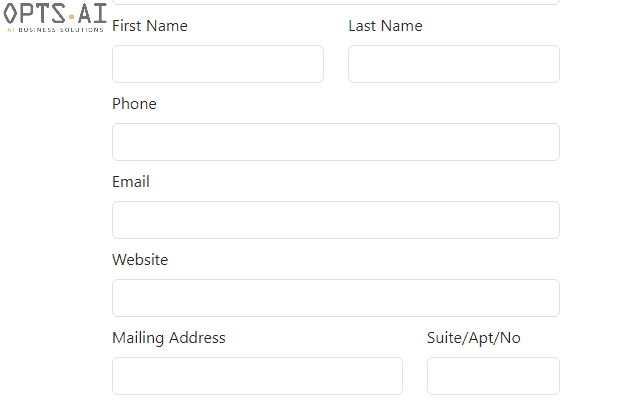 OPTS.AI
AI BUSINESS SOLUTIONS
First Name
Last Name
Phone
Email
Website
Mailing Address
Suite/Apt/No